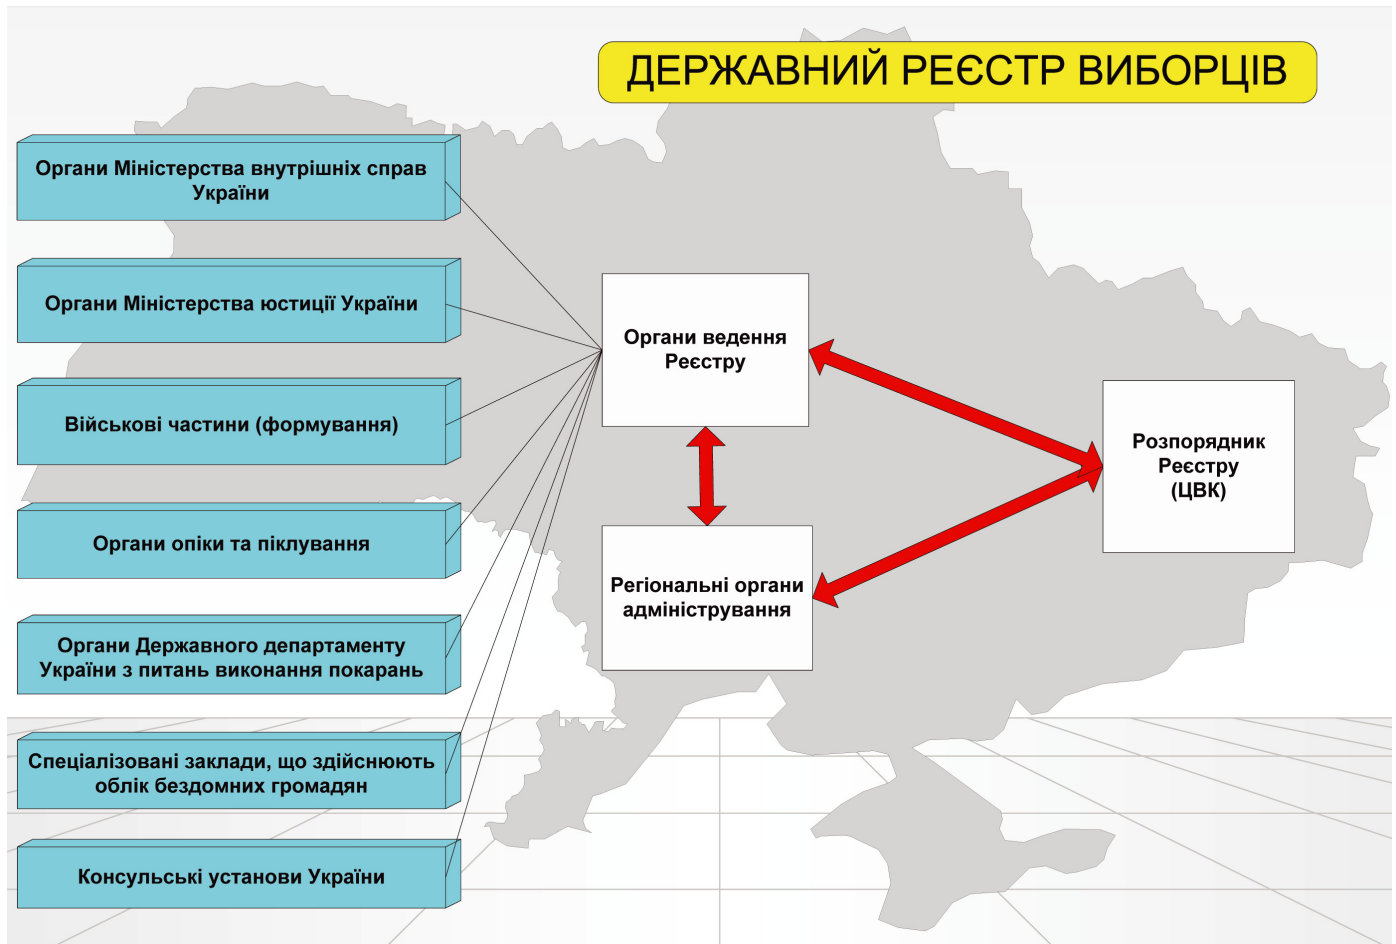 ДЕРЖАВНИЙ РЕЄСТР ВИБОРЦІВ
Органи Міністерства внутрішніх справ
України
Органи Міністерства юстиції України
Військові частини (формування)
Органи опіки та піклування
Органи Державного департаменту
України з питань виконання покарань
Спеціалізовані заклади, що здійснюють
облік бездомних громадян
Консульські установи України
Органи ведення
Реєстру
Регіональні органи
адміністрування
Розпорядник
Реєстру
(ЦВК)